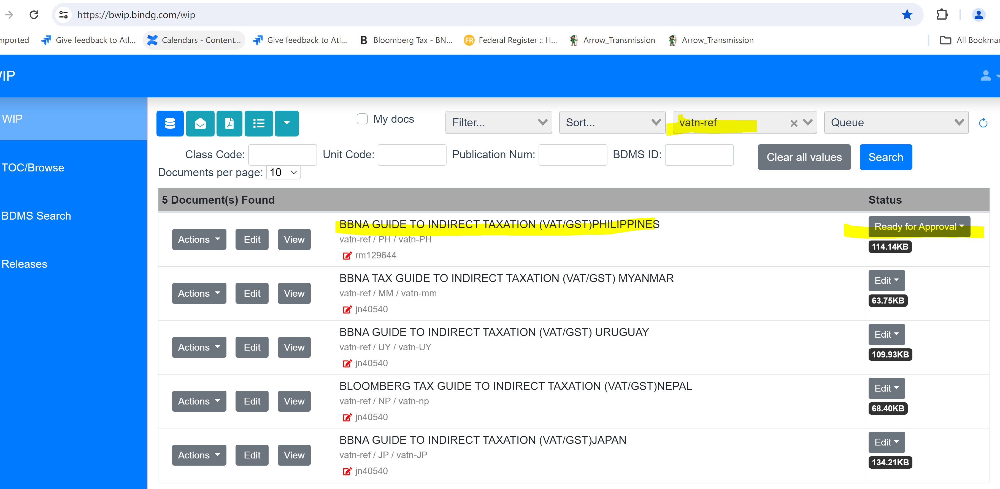 https://bwip.bindg.com/wip
mported Give feedback to Atl... Calendars - Content... Give feedback to Atl... B Bloomberg Tax - BN... FR Federal Register :: H... Arrow_Transmission Arrow_Transmission All Bookmar
WIP
WIP
TOC/Browse
BDMS Search
Releases
My docs Filter... Sort... vatn-ref Queue
Class Code: Unit Code: Publication Num: BDMS ID: Clear all values Search
Documents per page: 10
5 Document(s) Found Status
BBNA GUIDE TO INDIRECT TAXATION (VAT/GST)PHILIPPINES Ready for Approval
Actions Edit View vatn-ref / PH / vatn-PH 114.14KB
rm129644
BBNA TAX GUIDE TO INDIRECT TAXATION (VAT/GST) MYANMAR Edit
Actions Edit View vatn-ref / MM / vatn-mm 63.75KB
jn40540
BBNA GUIDE TO INDIRECT TAXATION (VAT/GST) URUGUAY Edit
Actions Edit View vatn-ref / UY / vatn-UY 109.93KB
jn40540
BLOOMBERG TAX GUIDE TO INDIRECT TAXATION (VAT/GST)NEPAL Edit
Actions Edit View vatn-ref / NP / vatn-np 68.40KB
jn40540
BBNA GUIDE TO INDIRECT TAXATION (VAT/GST)JAPAN Edit
Actions Edit View vatn-ref / JP / vatn-JP 134.21KB
jn40540